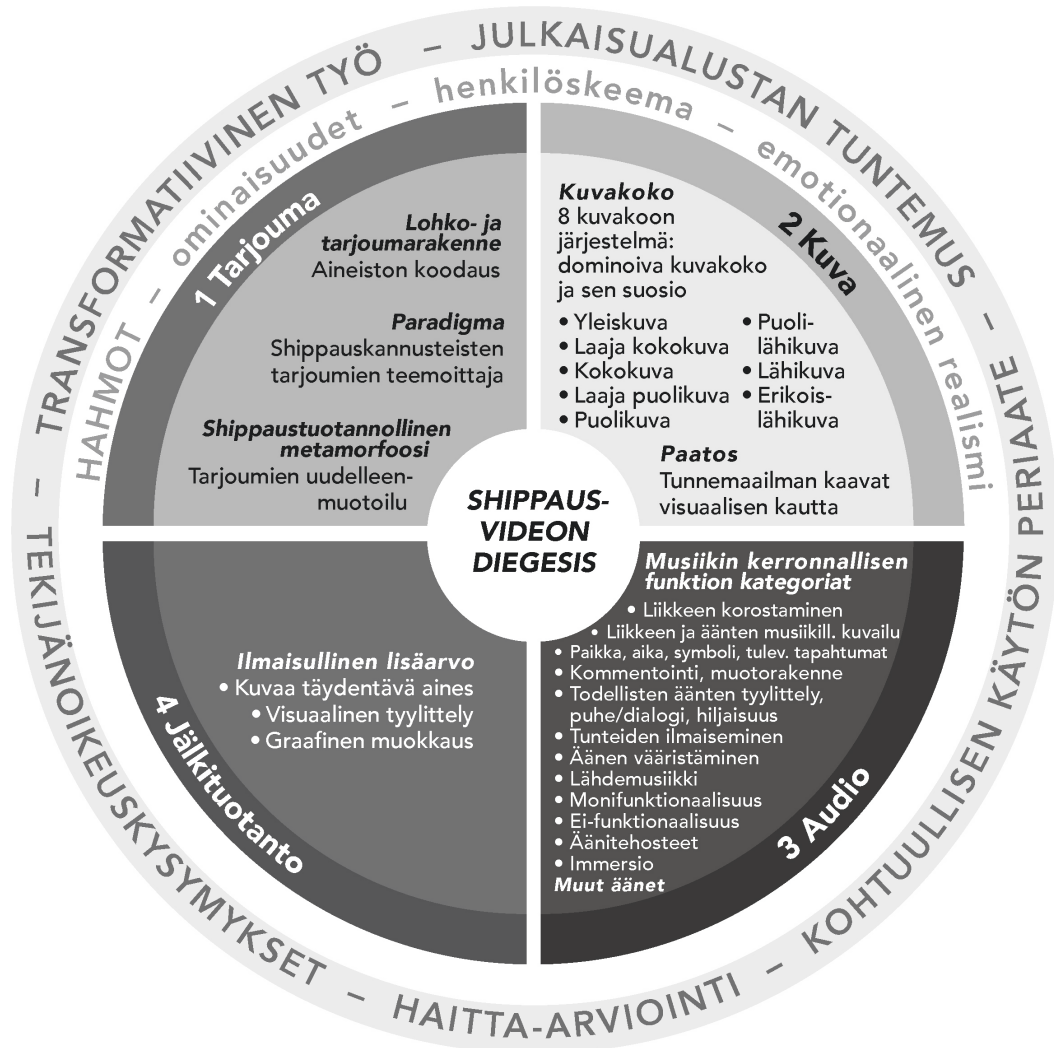 TRANSFORMATIIVINEN TYÖ – JULKAISUALUSTAN TUNTEMUS – KOHTUULLISEN KÄYTÖN PERIAATE – HAITTA-ARVIOINTI – TEKIJÄNOIKEUSKYSYMYKSET –
HAHMOT – ominaisuudet – henkilöskeema – emotionaalinen realismi
1 Tarjouma
Lohko- ja
tarjoumarakenne
Aineiston koodaus
Paradigma
Shippauskannusteisten
tarjoumien teemoittaja
Shippaustuotannollinen
metamorfoosi
Tarjoumien uudelleen-
muotoilu
2 Kuva
Kuvakoko
8 kuvakoon
järjestelmä:
dominoiva kuvakoko
ja sen suosio
• Yleiskuva
• Laaja kokokuva
• Kokokuva
• Laaja puolikuva
• Puolikuva
• Puoli-
lähikuva
• Lähikuva
• Erikois-
lähikuva
Paatos
Tunnemaailman kaavat
visuaalisen kautta
SHIPPAUS-
VIDEON
DIEGESIS
3 Audio
Musiikin kerronnallisen
funktion kategoriat
• Liikkeen korostaminen
• Liikkeen ja äänten musiikill. kuvailu
• Paikka, aika, symboli, tulev. tapahtumat
• Kommentointi, muotorakenne
• Todellisten äänten tyylittely,
puhe/dialogi, hiljaisuus
• Tunteiden ilmaiseminen
• Äänen vääristäminen
• Lähdemusiikki
• Monifunktionaalisuus
• Ei-funktionaalisuus
• Äänitehosteet
• Immersio
Muut äänet
4 Jälkituotanto
Ilmaisullinen lisäarvo
• Kuvaa täydentävä aines
• Visuaalinen tyylittely
• Graafinen muokkaus